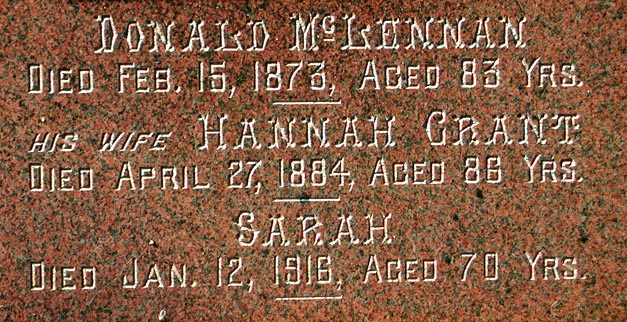 DONALD McLENNAN
DIED FEB. 15, 1873, AGED 83 YRS.
HIS WIFE HANNAH GRANT
DIED APRIL 27, 1884, AGED 86 YRS.
SARAH
DIED JAN. 12, 1916, AGED 70 YRS.